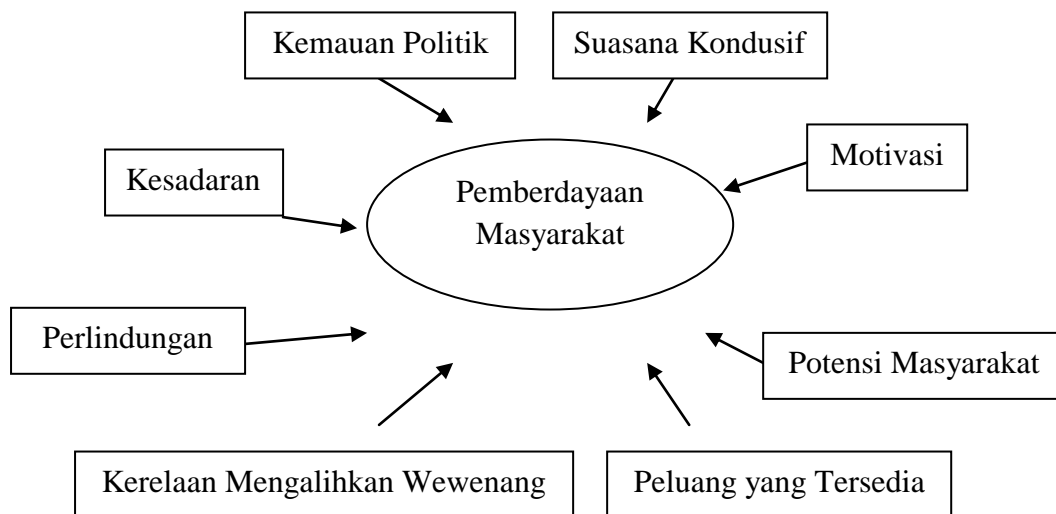 Kemauan Politik
Suasana Kondusif
Motivasi
Kesadaran
Pemberdayaan
Masyarakat
Perlindungan
Potensi Masyarakat
Kerelaan Mengalihkan Wewenang
Peluang yang Tersedia